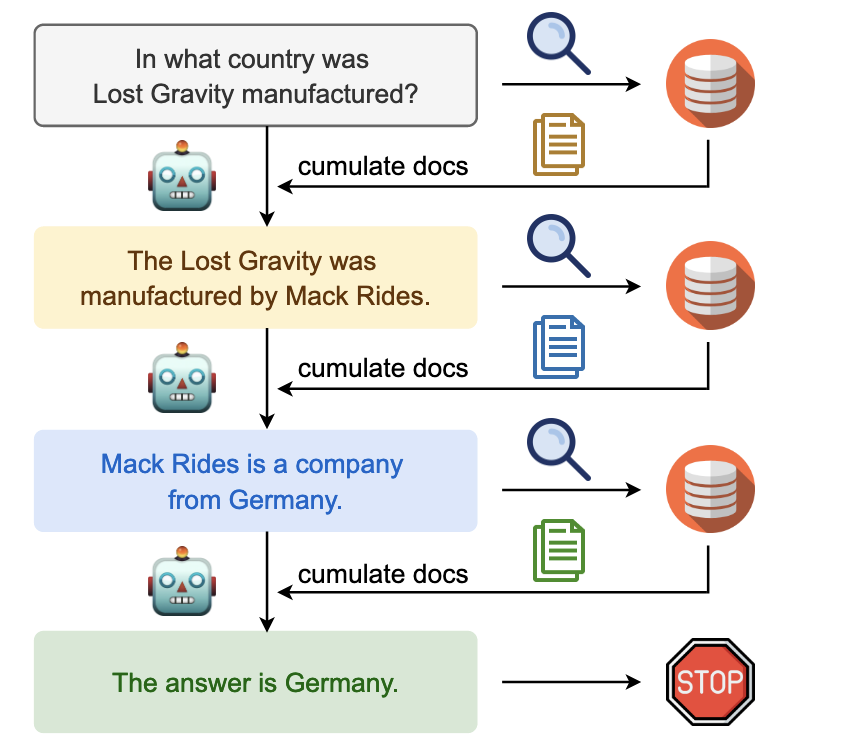 In what country was
Lost Gravity manufactured?
cumulate docs
The Lost Gravity was
manufactured by Mack Rides.
cumulate docs
Mack Rides is a company
from Germany.
cumulate docs
The answer is Germany.
STOP